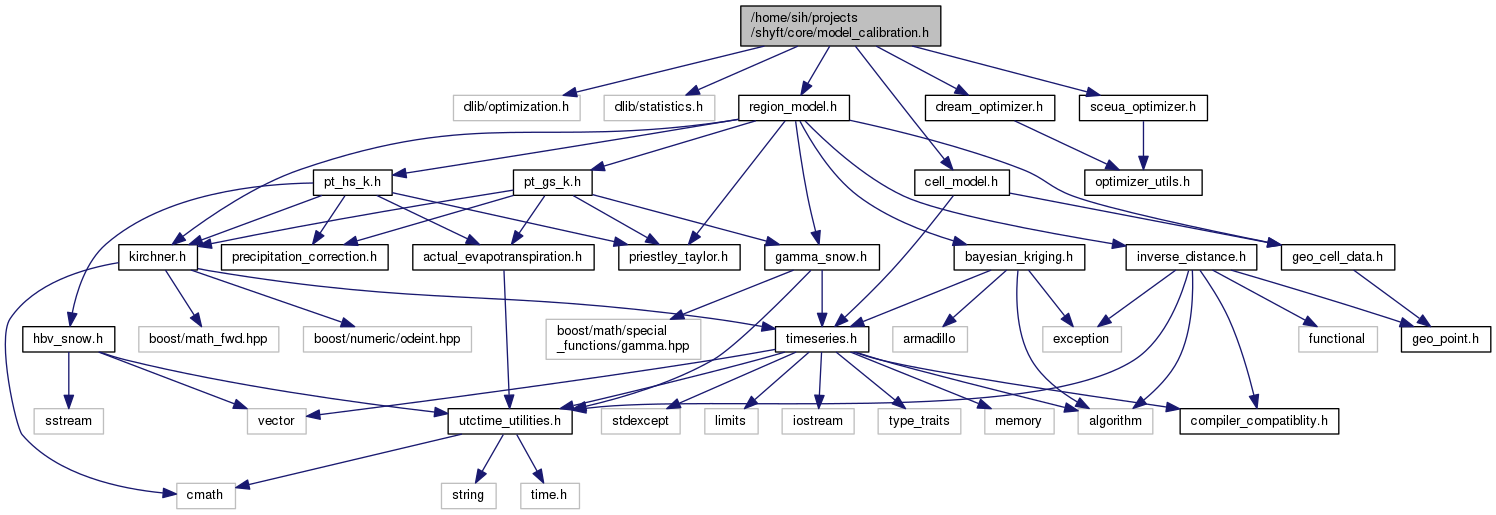 /home/sih/projects
/shyft/core/model_calibration.h
dlib/optimization.h
dlib/statistics.h
region_model.h
dream_optimizer.h
sceua_optimizer.h
pt_hs_k.h
pt_gs_k.h
cell_model.h
optimizer_utils.h
kirchner.h
precipitation_correction.h
actual_evapotranspiration.h
priestley_taylor.h
gamma_snow.h
bayesian_kriging.h
inverse_distance.h
geo_cell_data.h
hbv_snow.h
boost/math_fwd.hpp
boost/numeric/odeint.hpp
boost/math/special
_functions/gamma.hpp
timeseries.h
armadillo
exception
functional
geo_point.h
sstream
vector
utctime_utilities.h
stdexcept
limits
iostream
type_traits
memory
algorithm
compiler_compatiblity.h
cmath
string
time.h